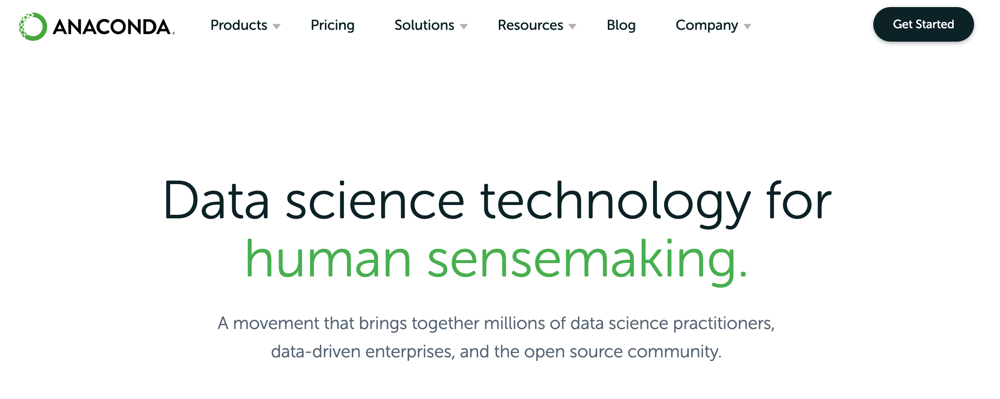 ANACONDA®
Products Pricing Solutions Resources Blog Company Get Started
Data science technology for
human sensemaking.
A movement that brings together millions of data science practitioners,
data-driven enterprises, and the open source community.